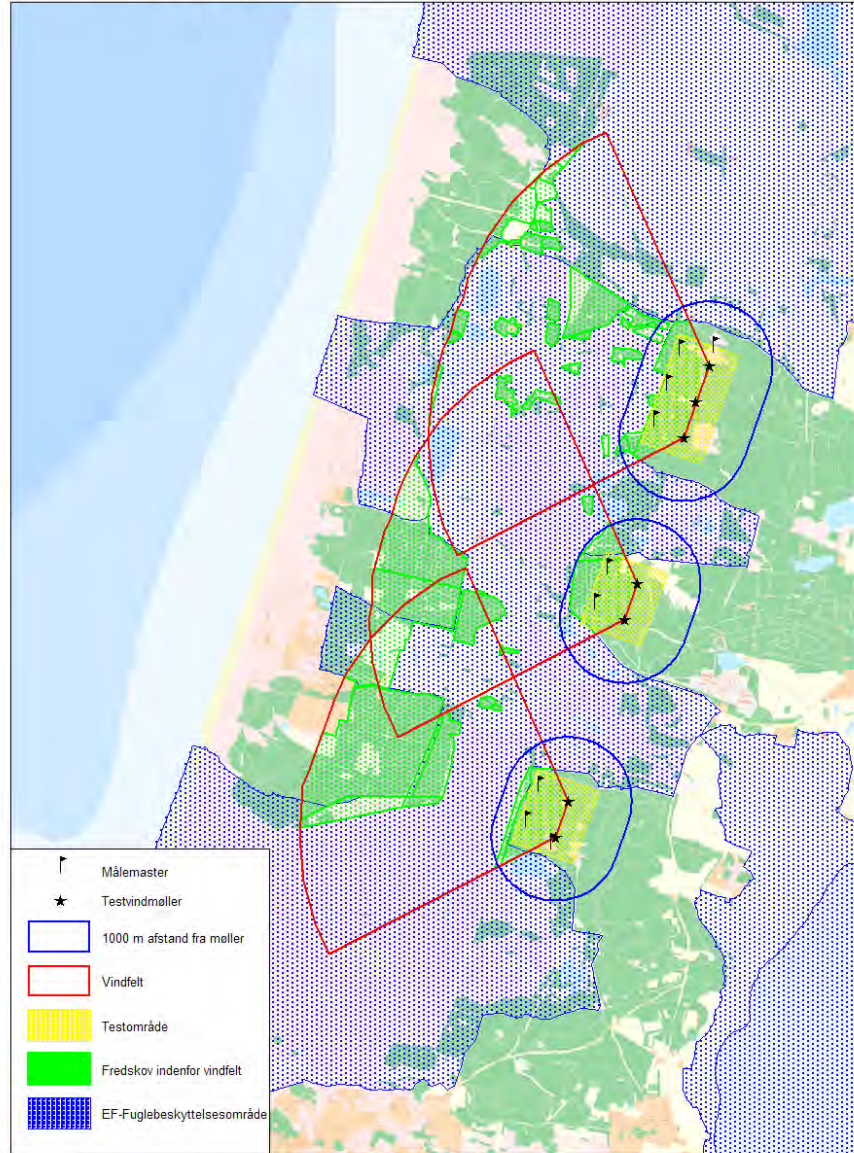 Målemaster
Testvindmøller
1000 m afstand fra møller
Vindfelt
Testområde
Fredskov indenfor vindfelt
EF-Fuglebeskyttelsesområde